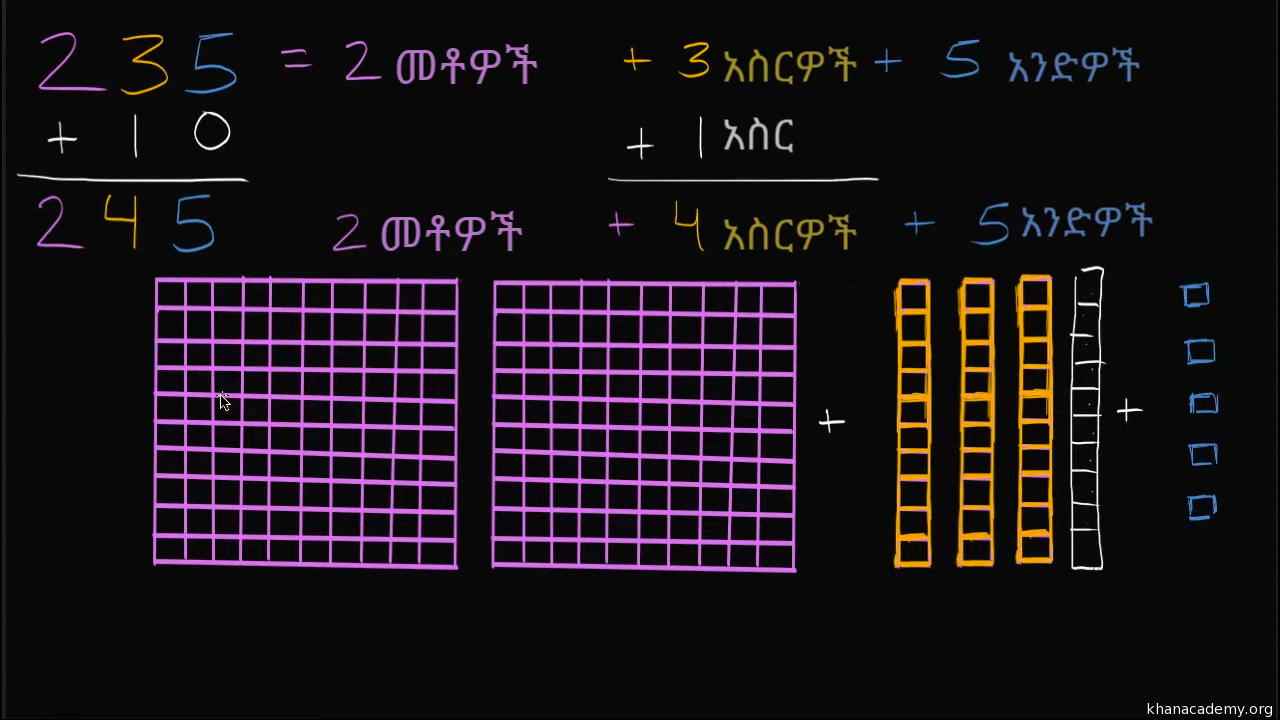 235 = 2 መቶዎች + 3 አስርዎች + 5 አንድዎች
+ 10 + 1 አስር
245 2 መቶዎች + 4 አስርዎች + 5 አንድዎች
+ +
khanacademy.org